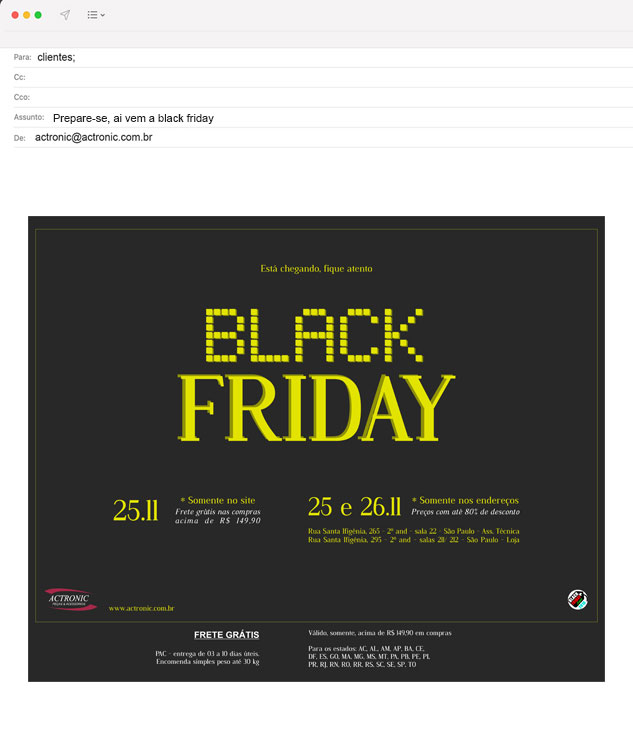 Para: clientes;
Cc:
Cco:
Assunto: Prepare-se, ai vem a black friday
De: actronic@actronic.com.br
Está chegando, fique atento
BLACK
FRIDAY
25.11
* Somente no site
Frete grátis nas compras
acima de R$ 149,90
25 e 26.11
* Somente nos endereços
Preços com até 80% de desconto
Rua Santa Ifigênia, 265 - 2º and - sala 22 - São Paulo - Ass. Técnica
Rua Santa Ifigênia, 295 - 2º and - salas 211/ 212 - São Paulo - Loja
ACTRONIC
PEÇAS & ACESSÓRIOS
www.actronic.com.br
FRETE GRÁTIS
PAC - entrega de 03 a 10 dias úteis.
Encomenda simples peso até 30 kg
Válido, somente, acima de R$ 149,90 em compras
Para os estados: AC, AL, AM, AP, BA, CE,
DF, ES, GO, MA, MG, MS, MT, PA, PB, PE, PI,
PR, RJ, RN, RO, RR, RS, SC, SE, SP, TO